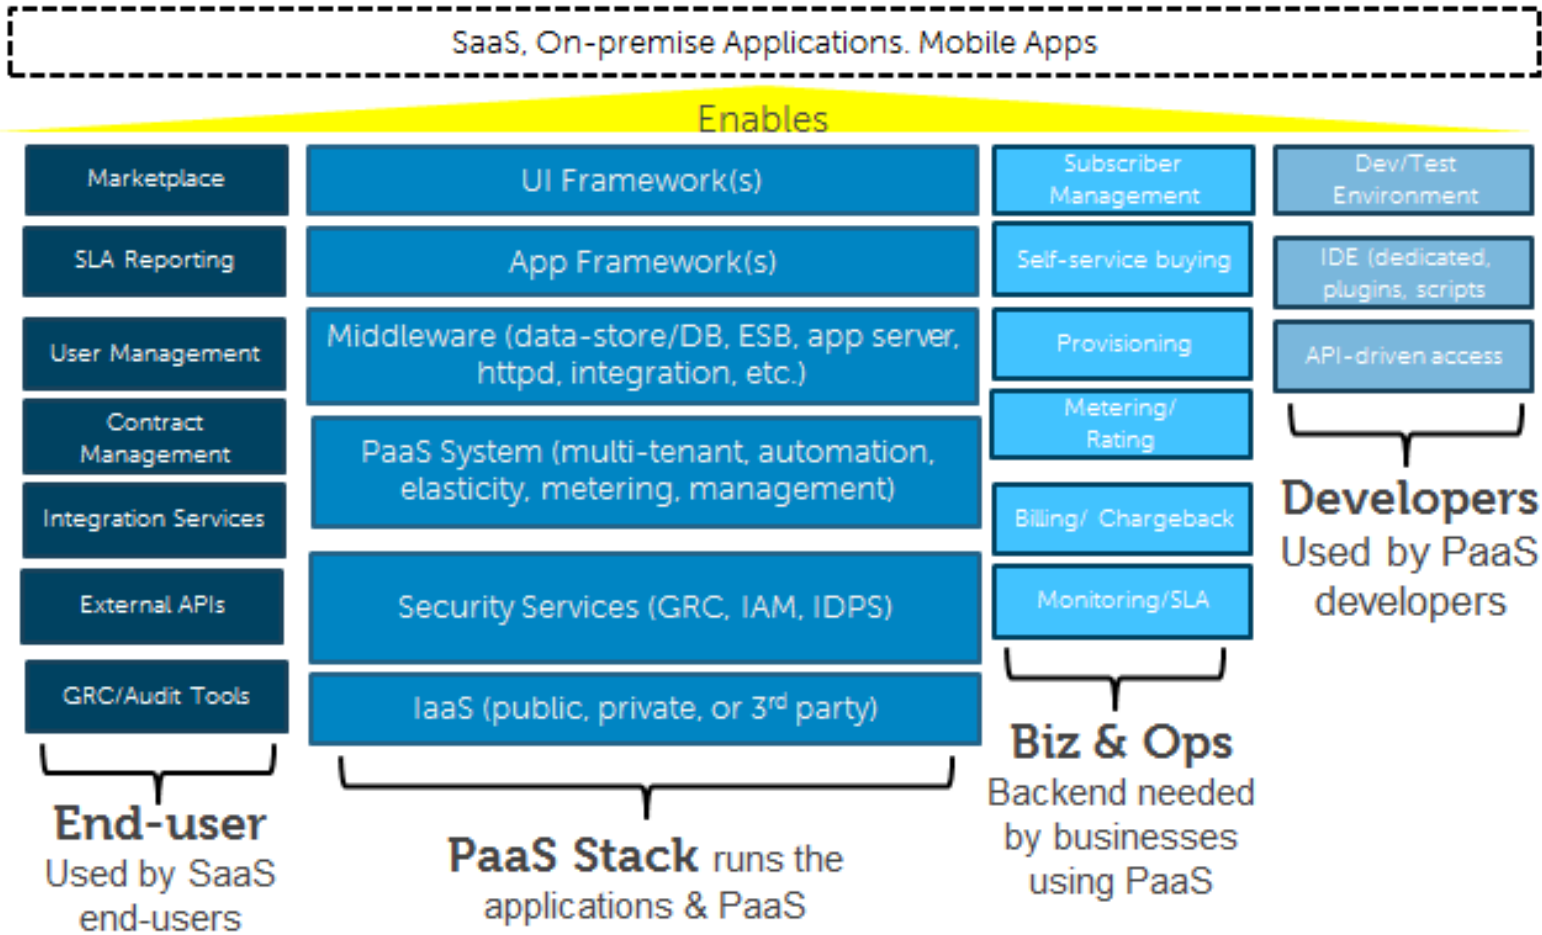 SaaS, On-premise Applications. Mobile Apps
Enables
Marketplace
SLA Reporting
User Management
Contract
Management
Integration Services
External APIs
GRC/Audit Tools
End-user
Used by SaaS
end-users
UI Framework(s)
App Framework(s)
Middleware (data-store/DB, ESB, app server,
httpd, integration, etc.)
PaaS System (multi-tenant, automation,
elasticity, metering, management)
Security Services (GRC, IAM, IDPS)
IaaS (public, private, or 3rd party)
PaaS Stack runs the
applications & PaaS
Subscriber
Management
Self-service buying
Provisioning
Metering/
Rating
Billing/ Chargeback
Monitoring/SLA
Biz & Ops
Backend needed
by businesses
using PaaS
Dev/Test
Environment
IDE (dedicated,
plugins, scripts
API-driven access
Developers
Used by PaaS
developers